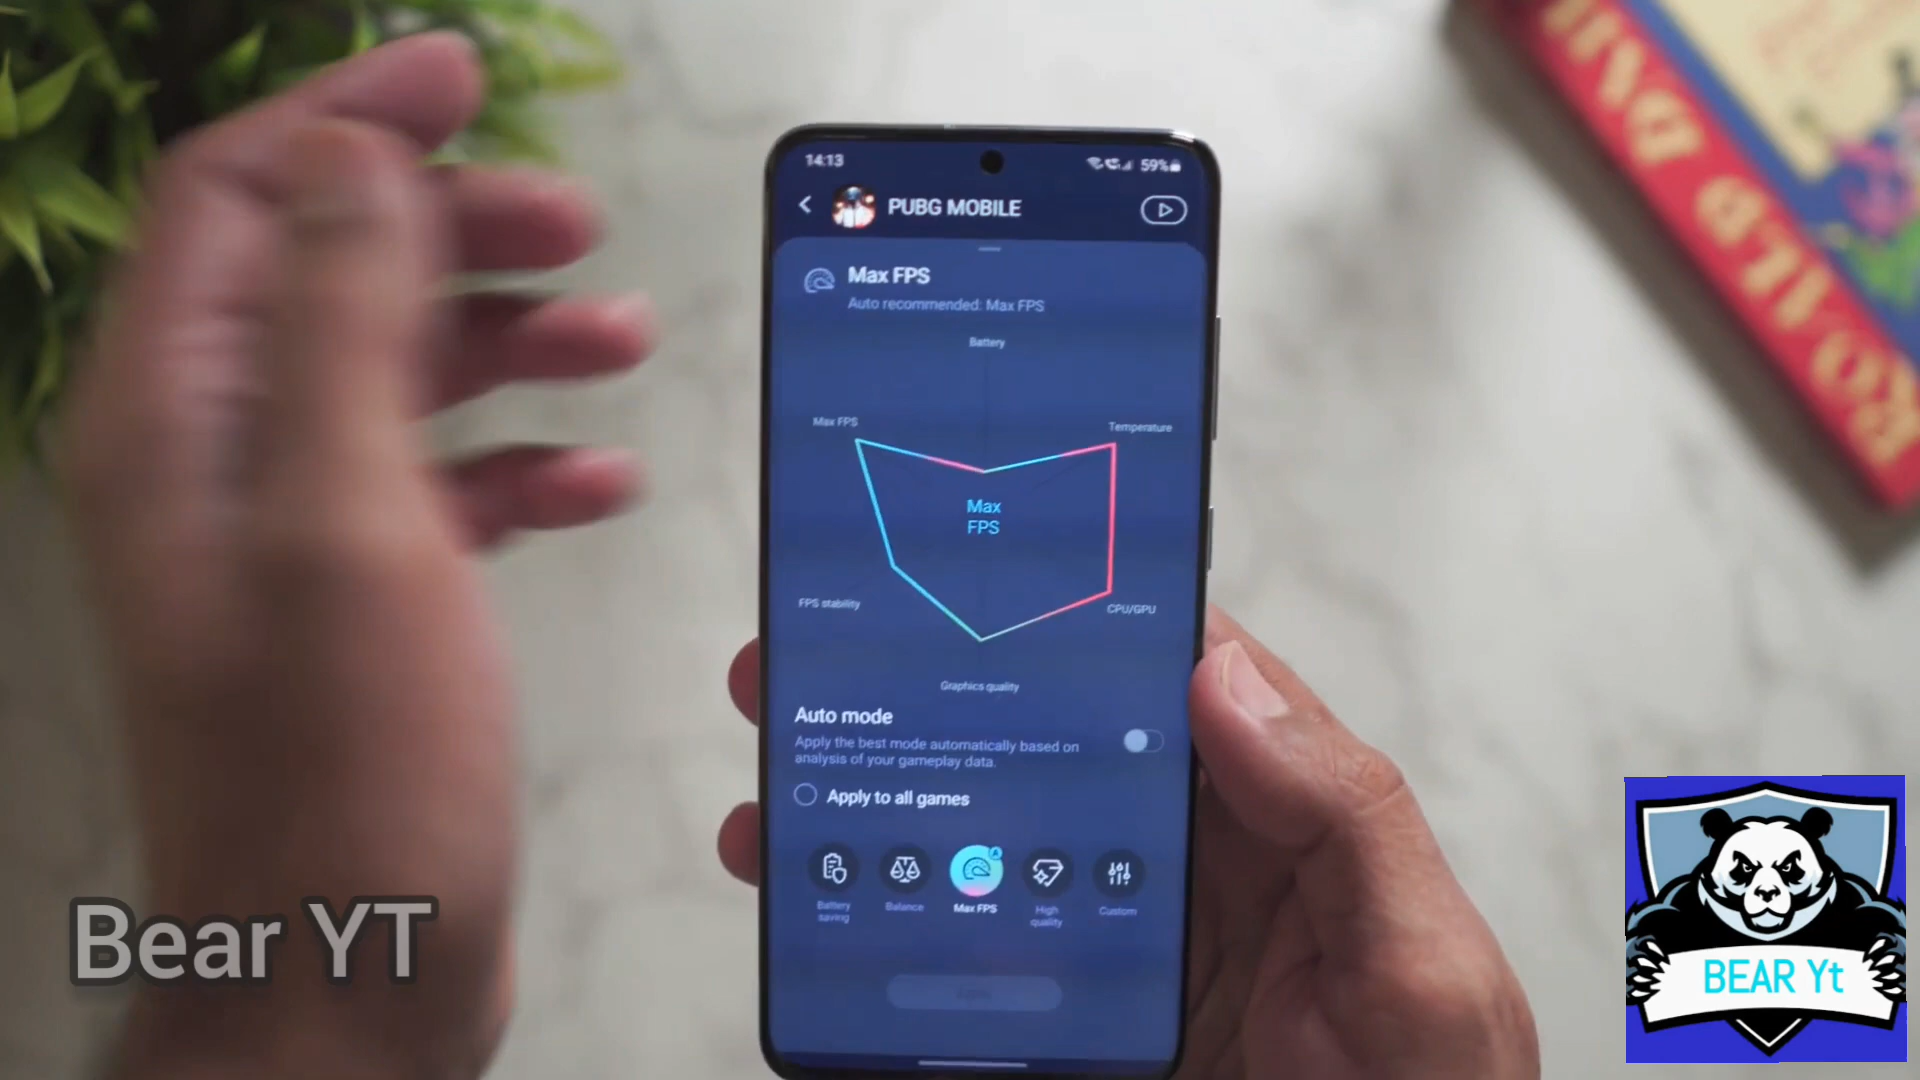 14:13
59%
PUBG MOBILE
Max FPS
Auto recommended: Max FPS
Battery
Max FPS
Temperature
Max
FPS
FPS stability
CPU/GPU
Graphics quality
Auto mode
Apply the best mode automatically based on
analysis of your gameplay data.
Apply to all games
Battery
saving
Balance
Max FPS
High
quality
Custom
Bear YT
BEAR Yt
ROALD DAHL